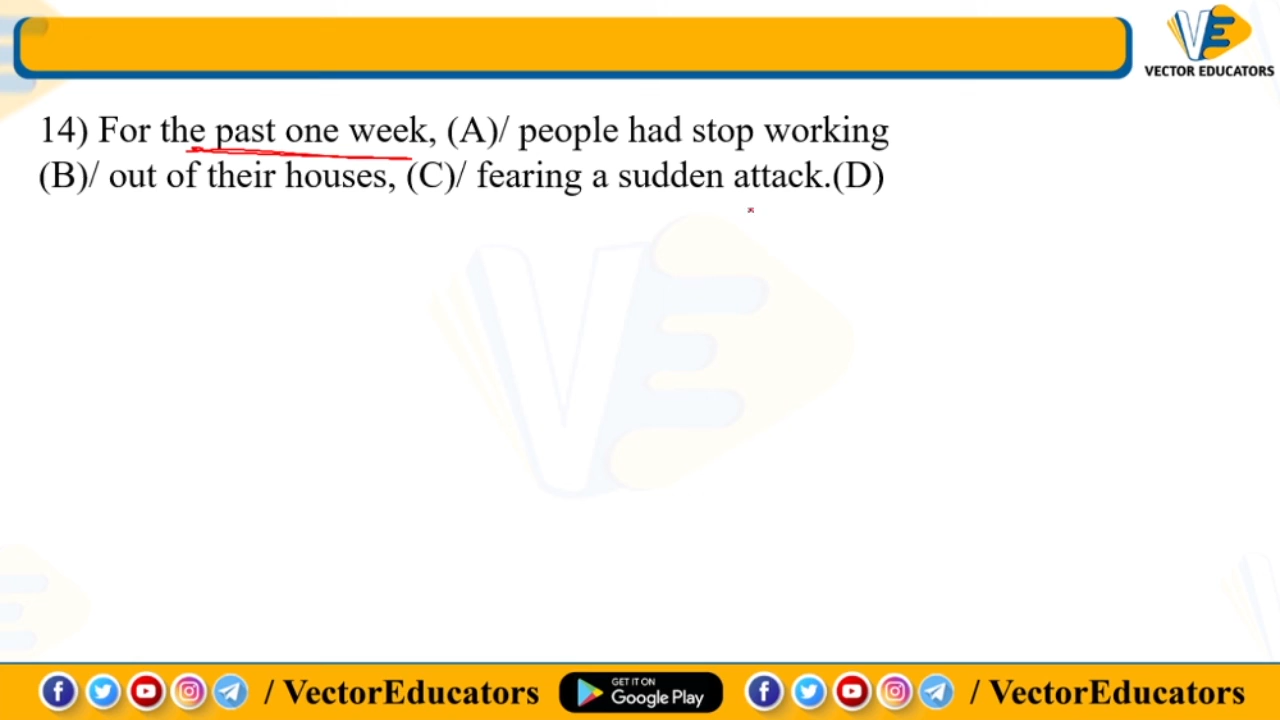 VECTOR EDUCATORS
14) For the past one week, (A)/ people had stop working
(B)/ out of their houses, (C)/ fearing a sudden attack.(D)
/ VectorEducators
GET IT ON
Google Play
/ VectorEducators